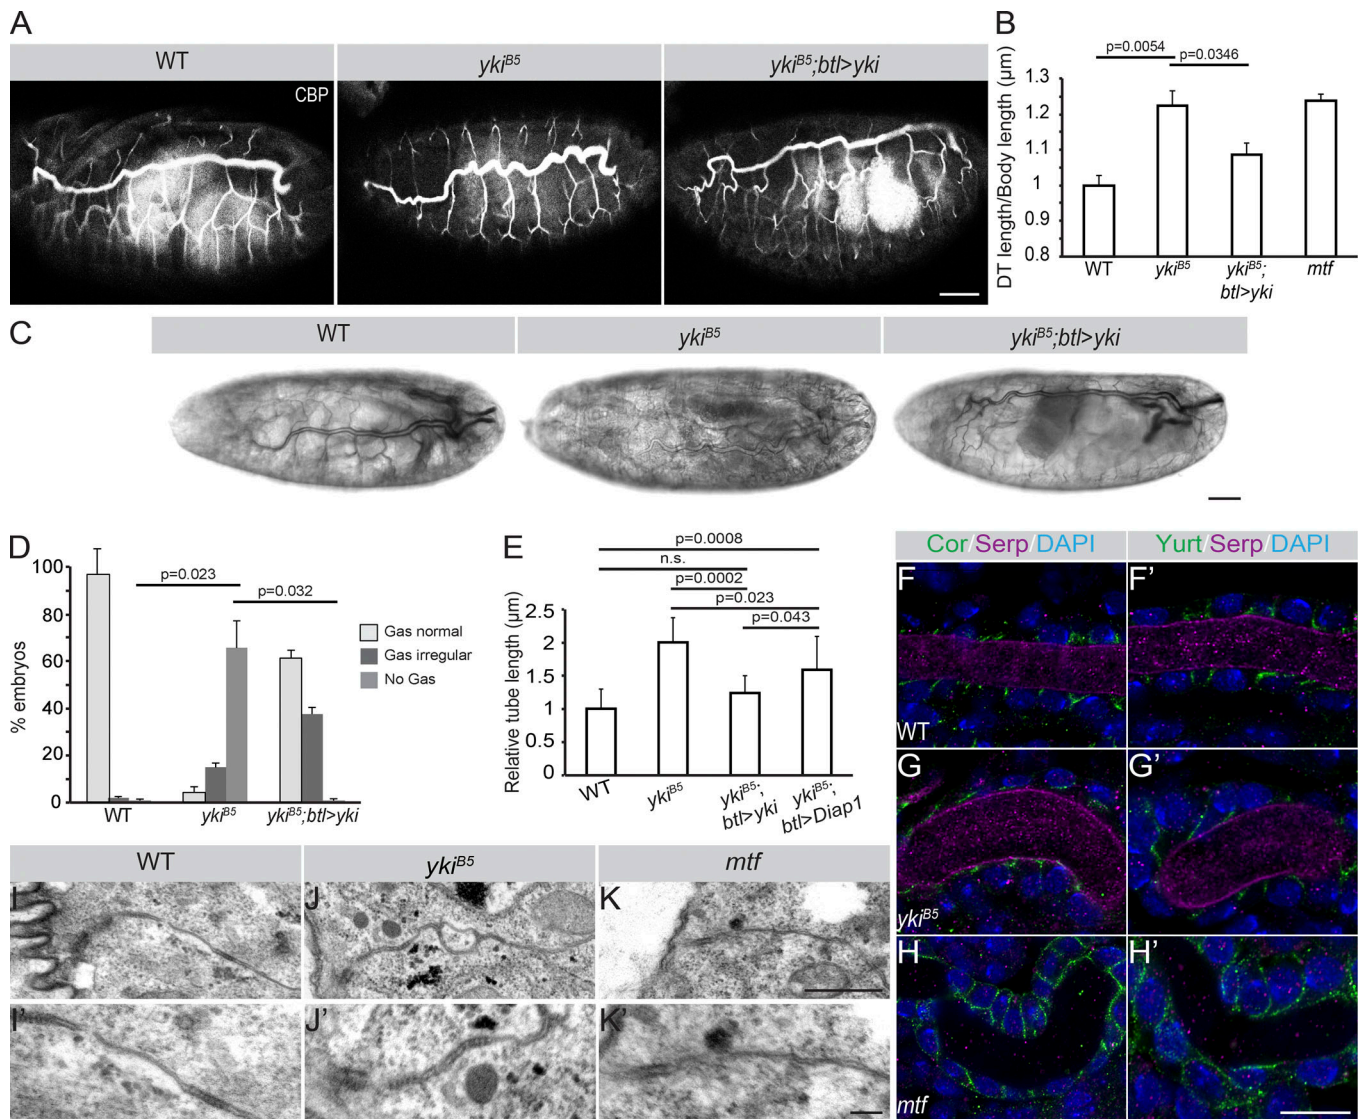 A
WT
ykiB5
ykiB5;btl>yki
CBP
B
p=0.0054
p=0.0346
DT length/Body length (μm)
1.3
1.2
1.1
1
0.9
0.8
WT
ykiB5
ykiB5;
btl>yki
mtf
C
WT
ykiB5
ykiB5;btl>yki
D
% embryos
100
80
60
40
20
0
p=0.023
p=0.032
Gas normal
Gas irregular
No Gas
WT
ykiB5
ykiB5;btl>yki
E
p=0.0008
n.s.
p=0.0002
p=0.023
p=0.043
Relative tube length (μm)
2.5
2
1.5
1
0.5
0
WT
ykiB5
ykiB5;
btl>yki
ykiB5;
btl>Diap1
Cor/Serp/DAPI
Yurt/Serp/DAPI
F
F'
WT
G
G'
ykiB5
H
H'
mtf
WT
ykiB5
mtf
I
J
K
I'
J'
K'